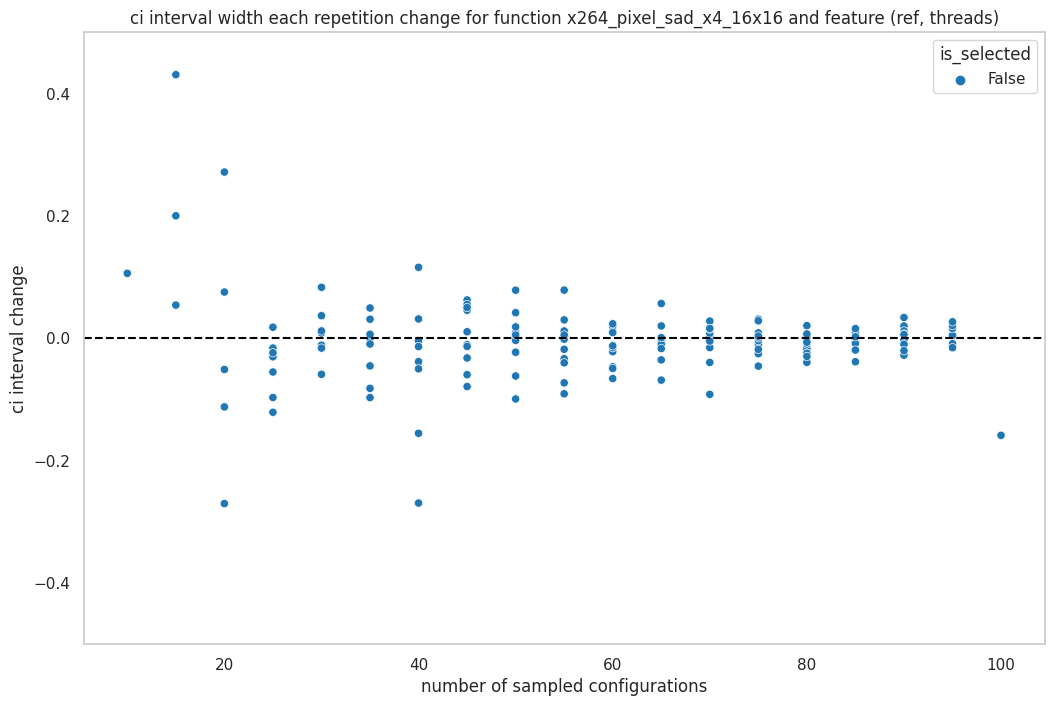 ci interval width each repetition change for function x264_pixel_sad_x4_16x16 and feature (ref, threads)
is_selected
False
ci interval change
0.4
0.2
0.0
−0.2
−0.4
20 40 60 80 100
number of sampled configurations